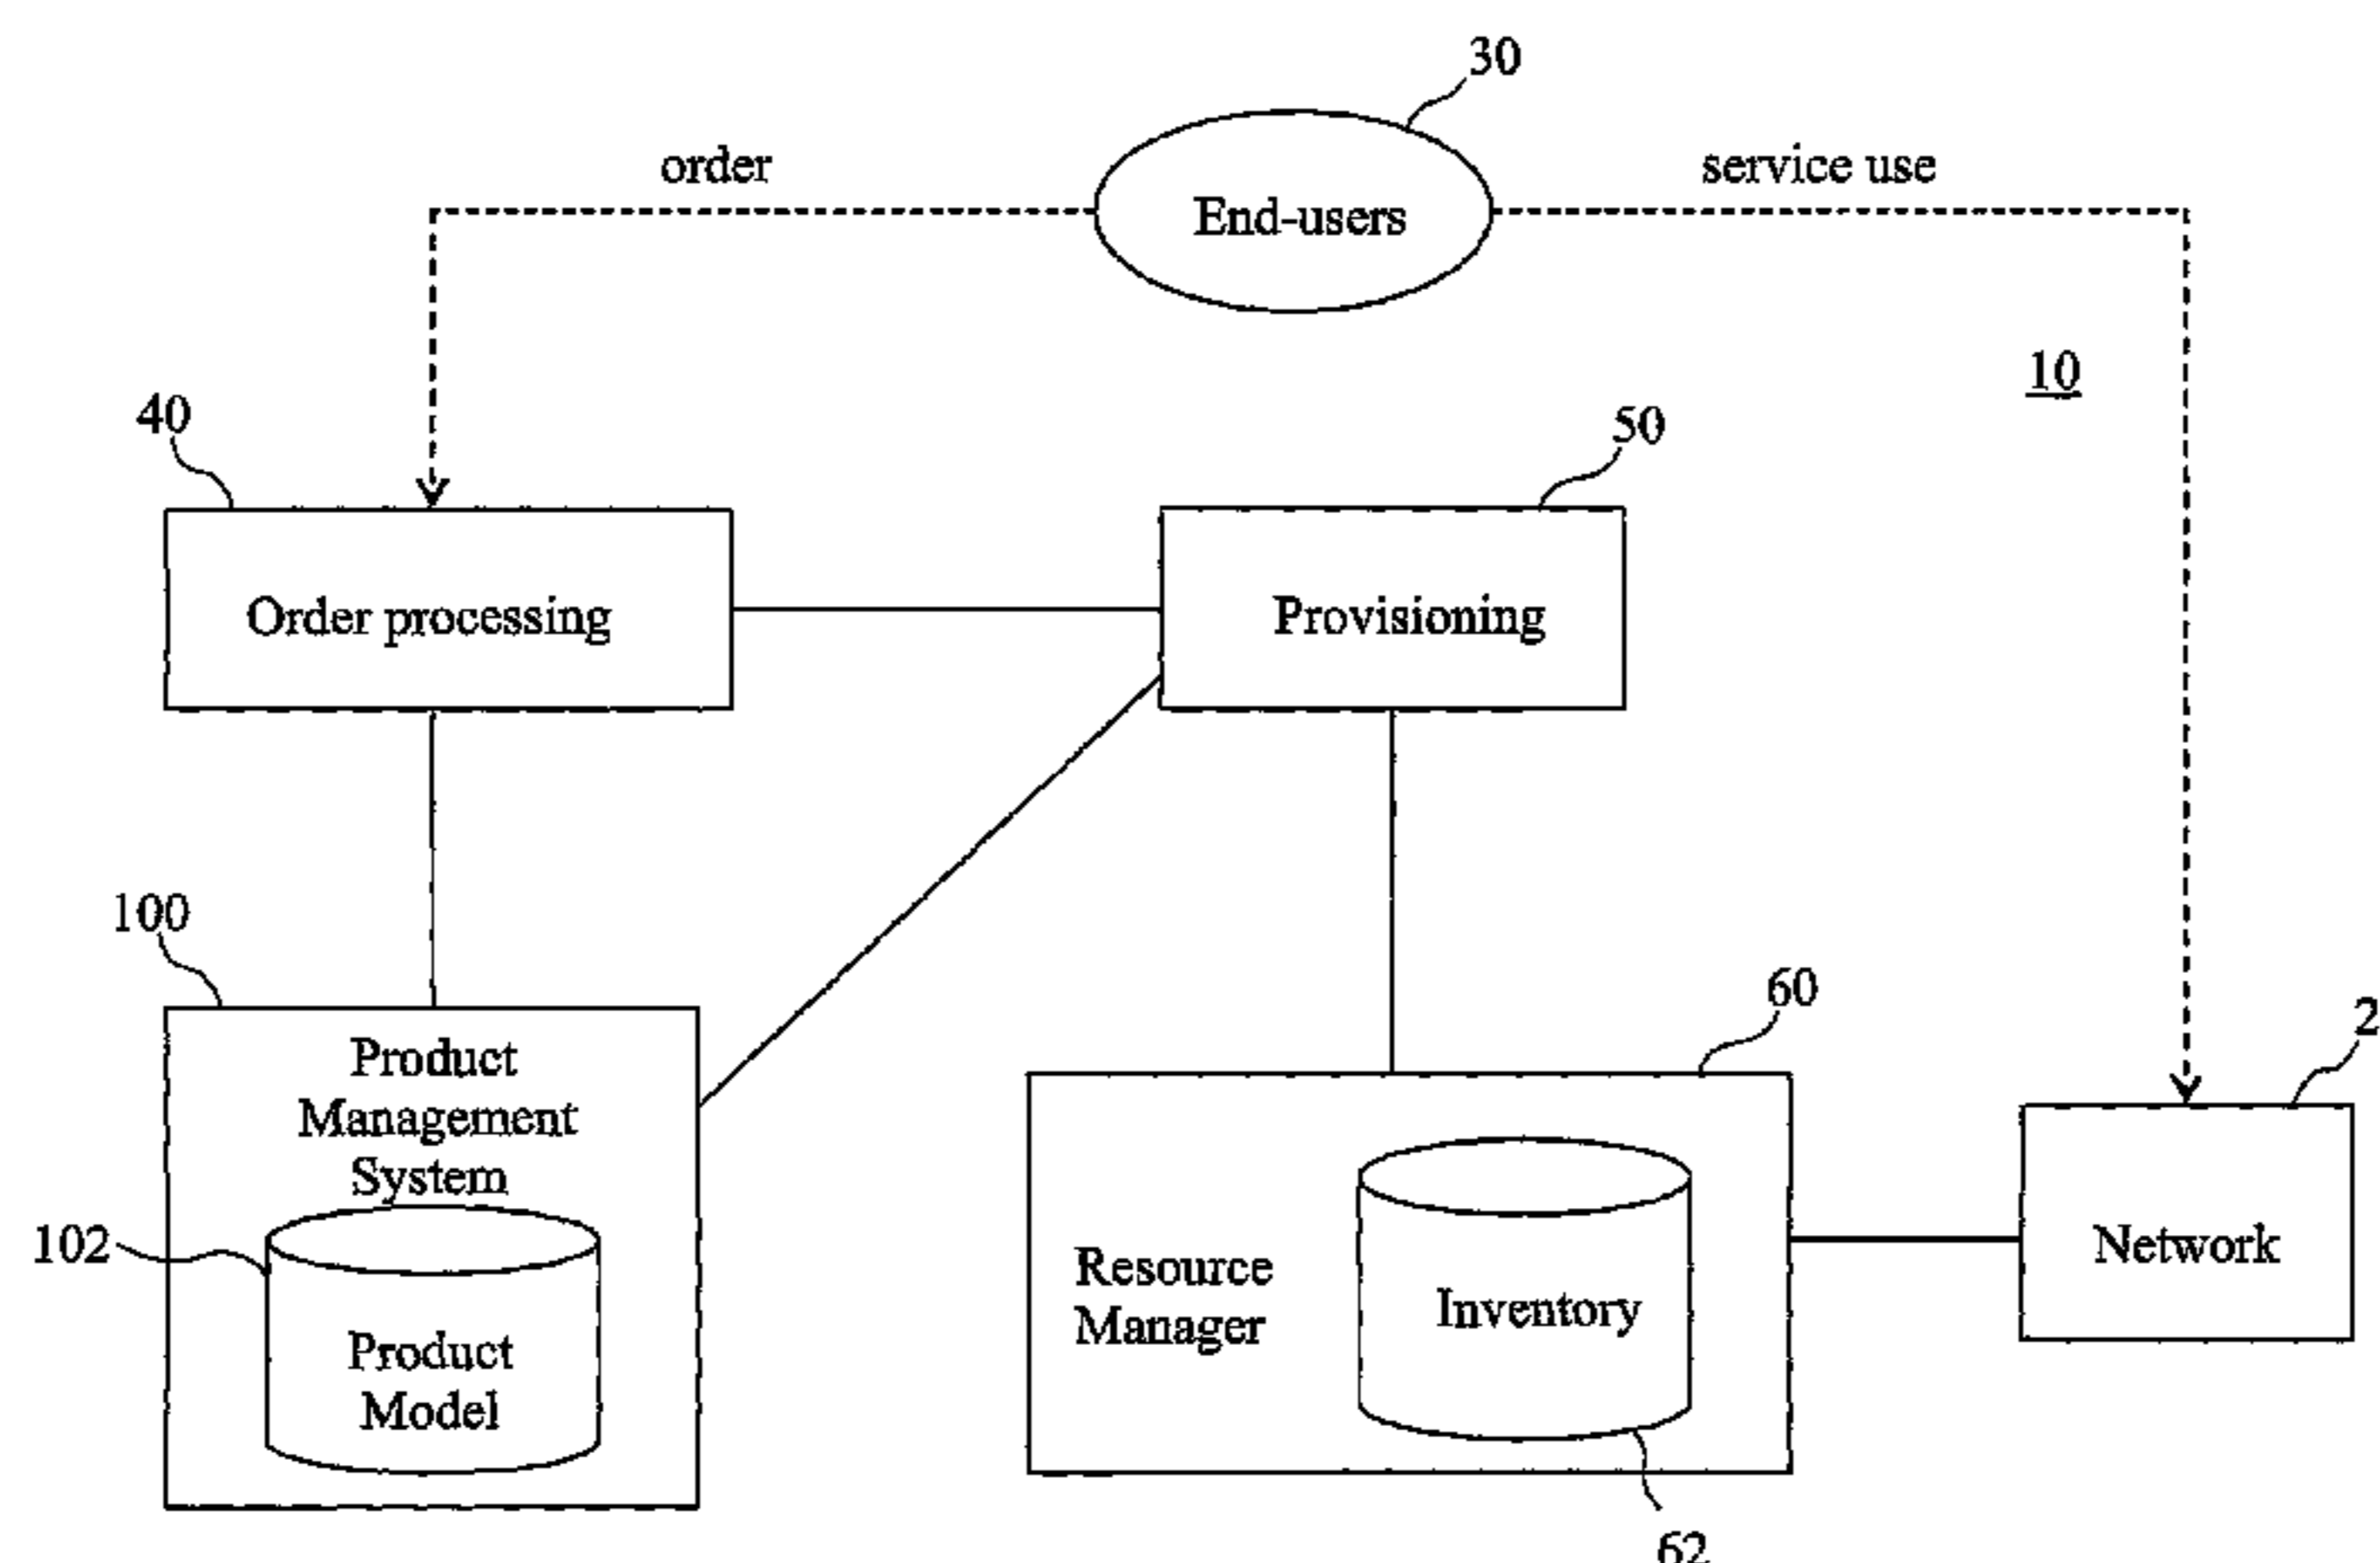 30
order
service use
End-users
10
40
50
Order processing
Provisioning
100
60
2
Product
Management
System
102
Product
Model
Resource
Manager
Inventory
Network
62